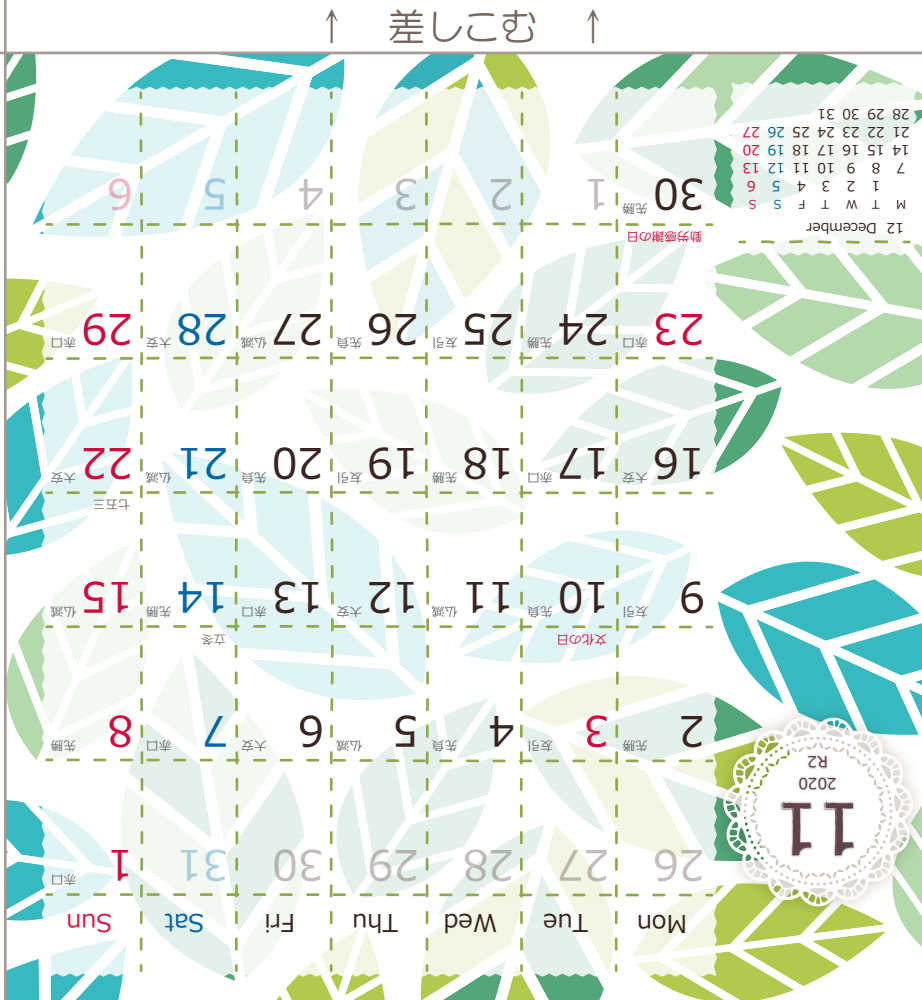 ↑ 差しこむ ↑
11
2020
R2
Mon Tue Wed Thu Fri Sat Sun
26 27 28 29 30 31 1 赤口
2 先勝 3 友引 4 先負 5 仏滅 6 大安 7 赤口 8 先勝
文化の日 立冬
9 友引 10 先負 11 仏滅 12 大安 13 赤口 14 先勝 15 仏滅
七五三
16 大安 17 赤口 18 先勝 19 友引 20 先負 21 仏滅 22 大安
23 赤口 24 先勝 25 友引 26 先負 27 仏滅 28 大安 29 赤口
勤労感謝の日
30 先勝 1 2 3 4 5 6
12 December
M T W T F S S
1 2 3 4 5 6
7 8 9 10 11 12 13
14 15 16 17 18 19 20
21 22 23 24 25 26 27
28 29 30 31